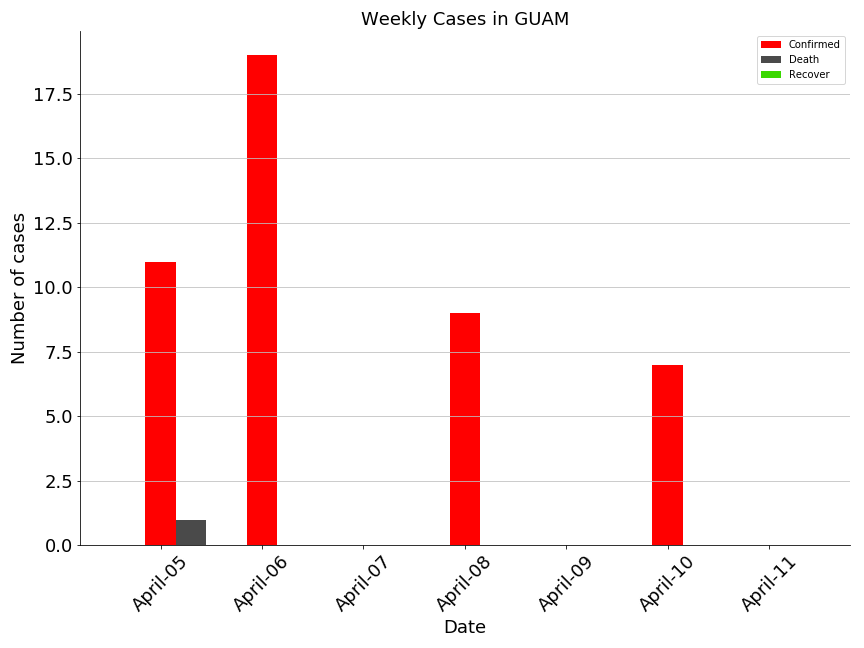 Weekly Cases in GUAM
Confirmed
Death
Recover
Number of cases
17.5
15.0
12.5
10.0
7.5
5.0
2.5
0.0
April-05
April-06
April-07
April-08
April-09
April-10
April-11
Date